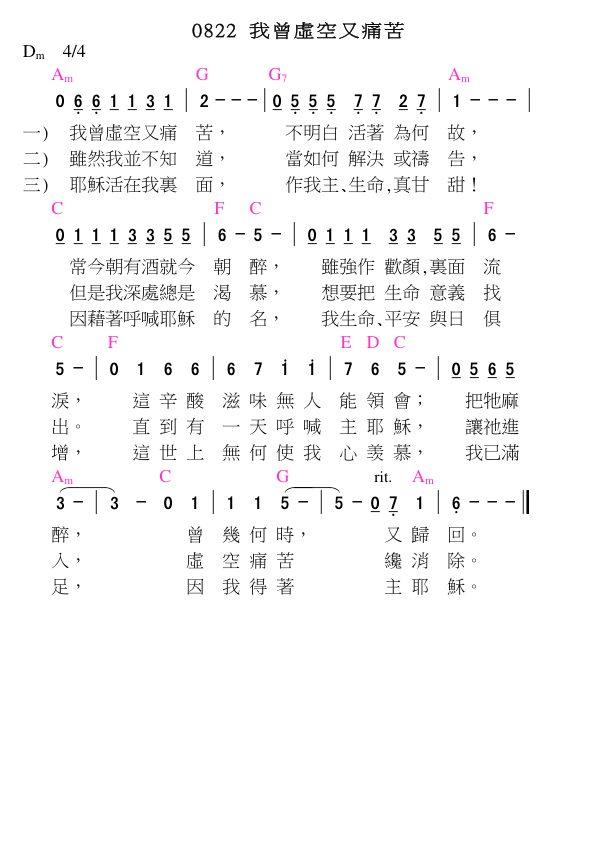 0822 我曾虛空又痛苦
Dm 4/4
Am G G7 Am
0 6̣ 6̣ 1 1 3 1 | 2 - - - | 0 5̣ 5̣ 5̣ 7̣ 7̣ 2 7̣ | 1 - - - |
一) 我曾虛空又痛 苦， 不明白 活著 為何 故，
二) 雖然我並不知 道， 當如何 解決 或禱 告，
三) 耶穌活在我裏 面， 作我主、生命,真甘 甜！
C F C F
0 1 1 1 3 3 5 5 | 6 - 5 - | 0 1 1 1 3 3 5 5 | 6 -
常今朝有酒就今 朝 醉， 雖強作 歡顏,裏面 流
但是我深處總是 渴 慕， 想要把 生命 意義 找
因藉著呼喊耶穌 的 名， 我生命、平安 與日 俱
C F E D C
5 - | 0 1 6 6 | 6 7 i i | 7 6 5 - | 0 5 6 5
淚， 這 辛 酸 滋 味 無 人 能 領 會； 把牠麻
出。 直 到 有 一 天 呼 喊 主 耶 穌， 讓祂進
增， 這 世 上 無 何 使 我 心 羨 慕， 我已滿
Am C G rit. Am
3 - | 3 - 0 1 | 1 1 5 - | 5 - 0 7̣ 1 | 6̣ - - - ‖
醉， 曾 幾 何 時， 又 歸 回。
入， 虛 空 痛 苦 纔 消 除。
足， 因 我 得 著 主 耶 穌。